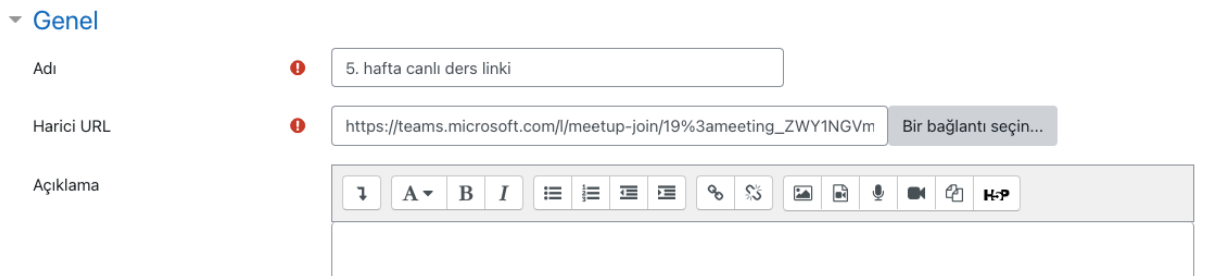 Genel
Adı
5. hafta canlı ders linki
Harici URL
https://teams.microsoft.com/l/meetup-join/19%3ameeting_ZWY1NGVm
Bir bağlantı seçin...
Açıklama
A B I
H5P